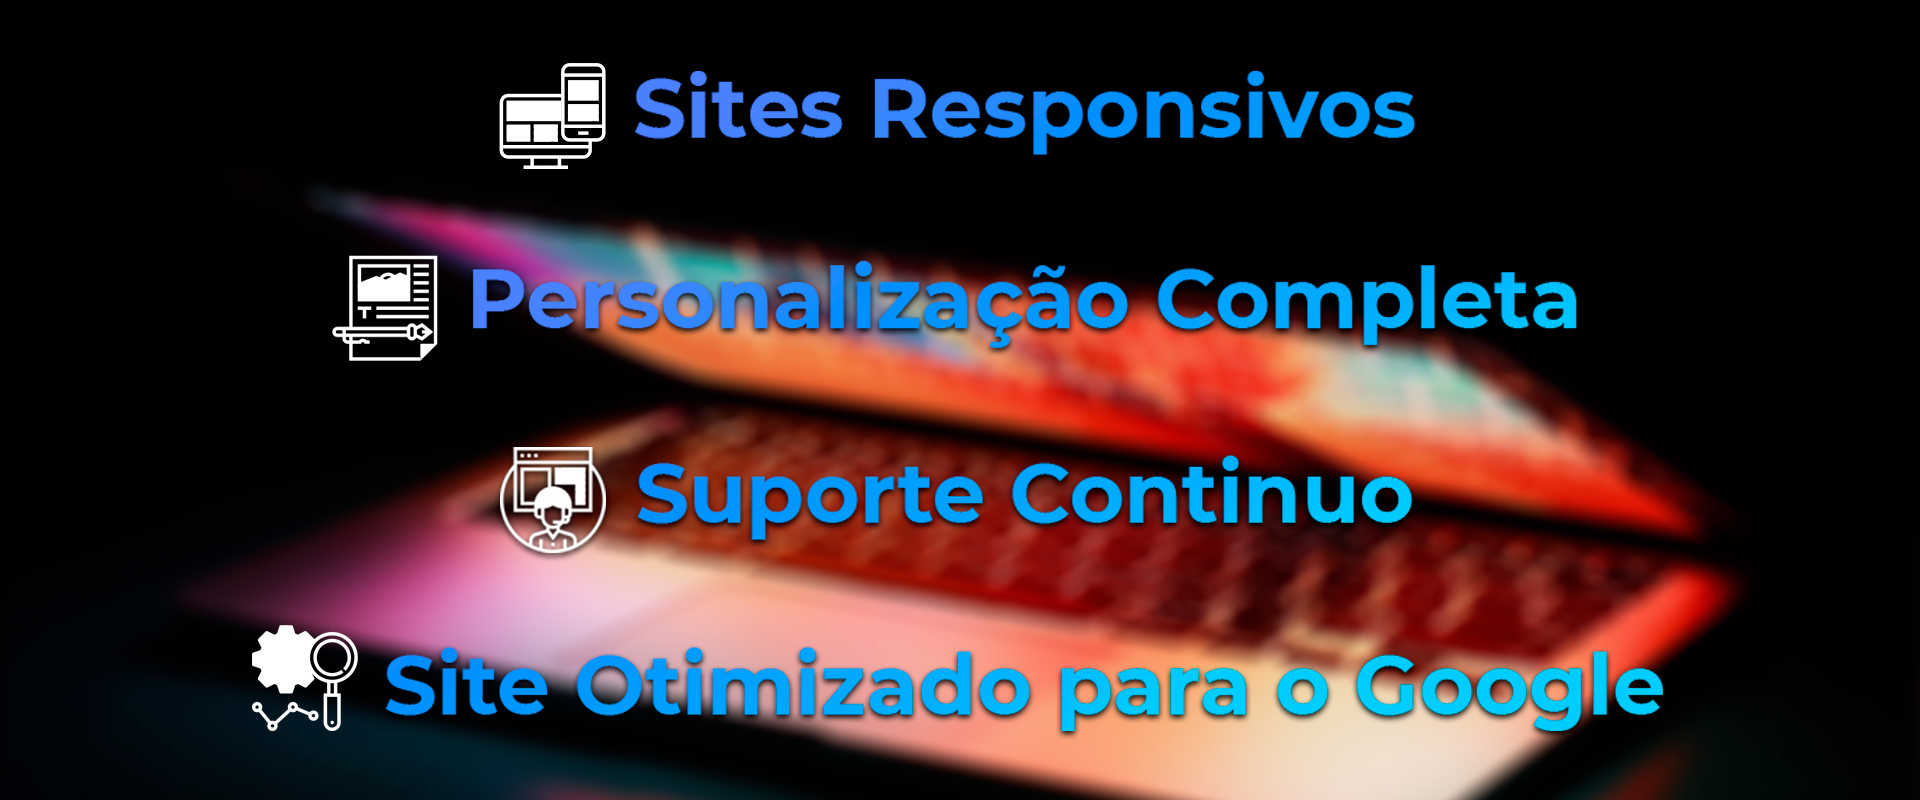 Sites Responsivos
Personalização Completa
Suporte Continuo
Site Otimizado para o Google